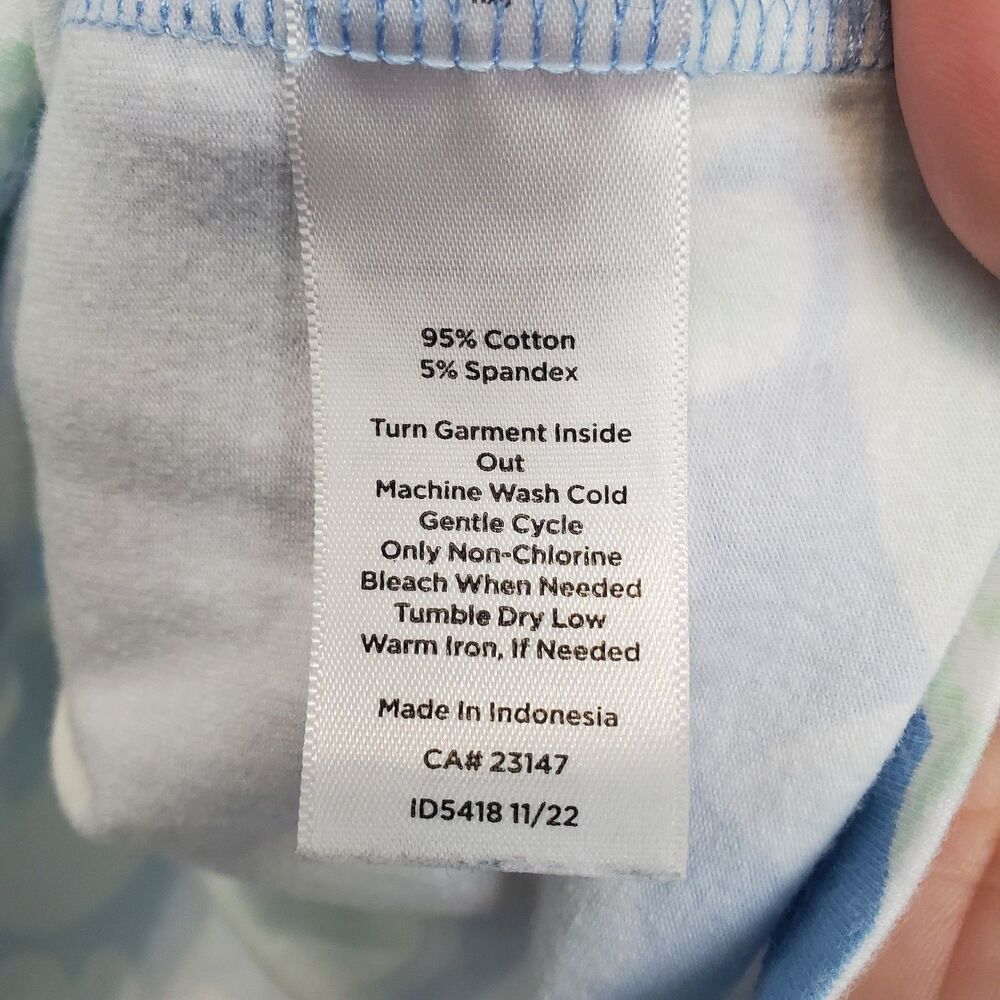 95% Cotton
5% Spandex
Turn Garment Inside
Out
Machine Wash Cold
Gentle Cycle
Only Non-Chlorine
Bleach When Needed
Tumble Dry Low
Warm Iron, If Needed
Made In Indonesia
CA# 23147
ID5418 11/22